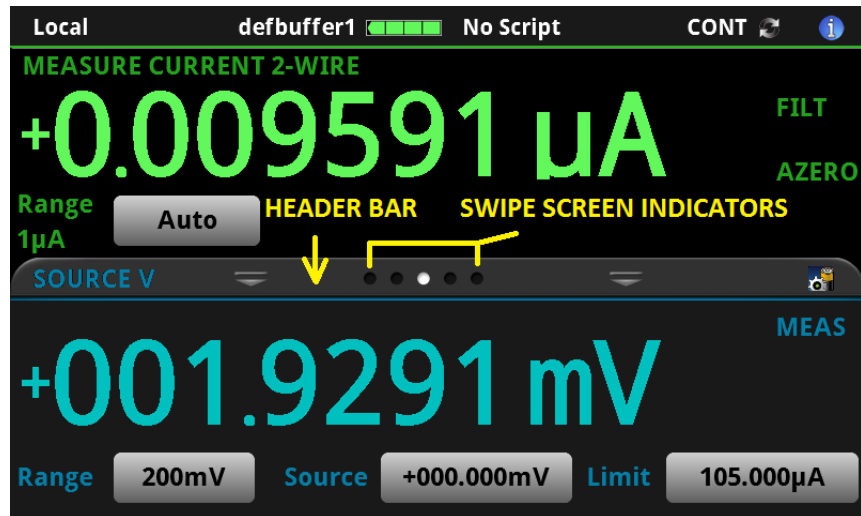 Local defbuffer1 No Script CONT i
MEASURE CURRENT 2-WIRE
+0.009591 µA
FILT
AZERO
Range
1µA
Auto
HEADER BAR SWIPE SCREEN INDICATORS
SOURCE V
MEAS
+001.9291 mV
Range 200mV Source +000.000mV Limit 105.000µA